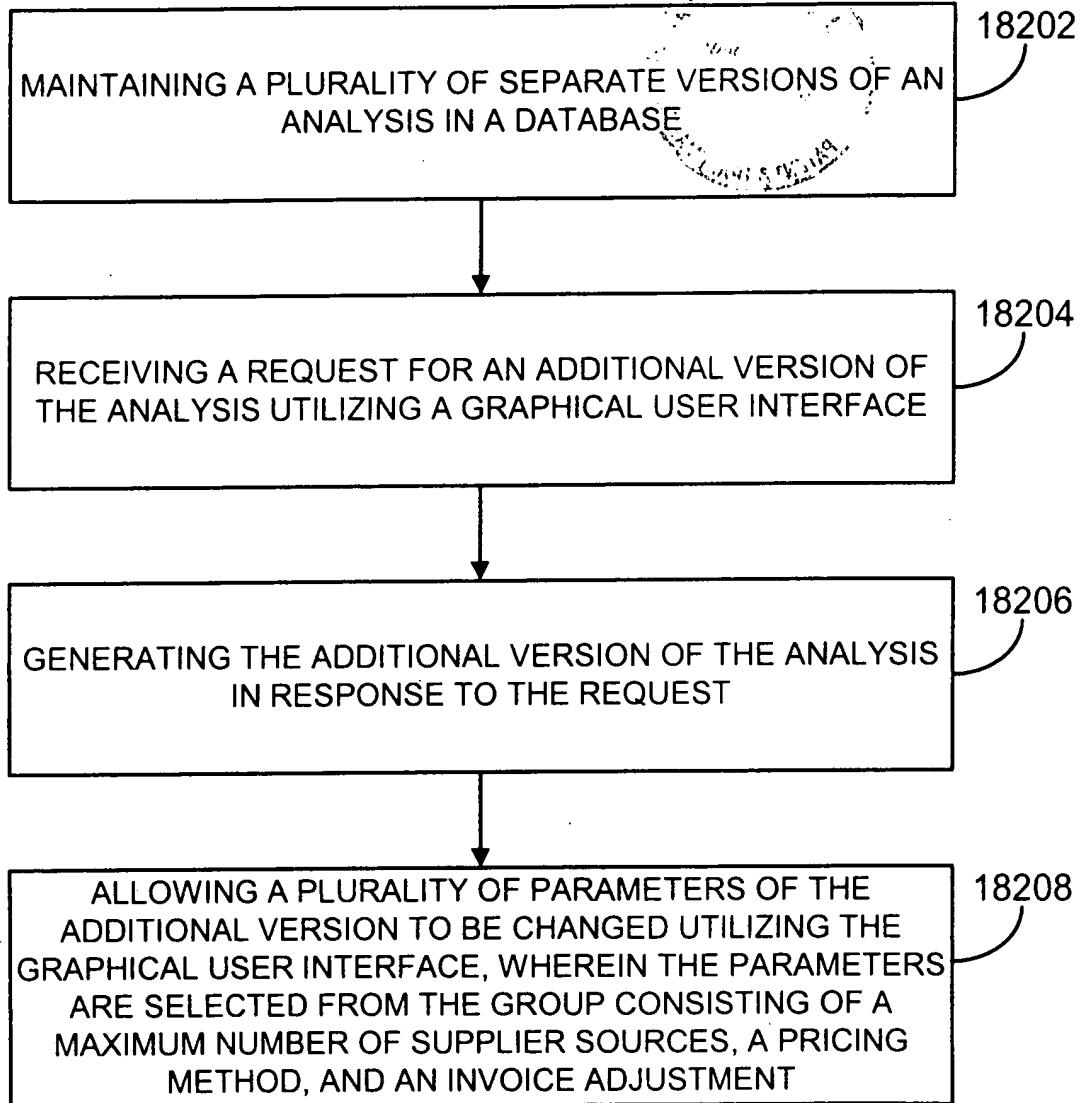 18202
MAINTAINING A PLURALITY OF SEPARATE VERSIONS OF AN
ANALYSIS IN A DATABASE
18204
RECEIVING A REQUEST FOR AN ADDITIONAL VERSION OF
THE ANALYSIS UTILIZING A GRAPHICAL USER INTERFACE
18206
GENERATING THE ADDITIONAL VERSION OF THE ANALYSIS
IN RESPONSE TO THE REQUEST
18208
ALLOWING A PLURALITY OF PARAMETERS OF THE
ADDITIONAL VERSION TO BE CHANGED UTILIZING THE
GRAPHICAL USER INTERFACE, WHEREIN THE PARAMETERS
ARE SELECTED FROM THE GROUP CONSISTING OF A
MAXIMUM NUMBER OF SUPPLIER SOURCES, A PRICING
METHOD, AND AN INVOICE ADJUSTMENT